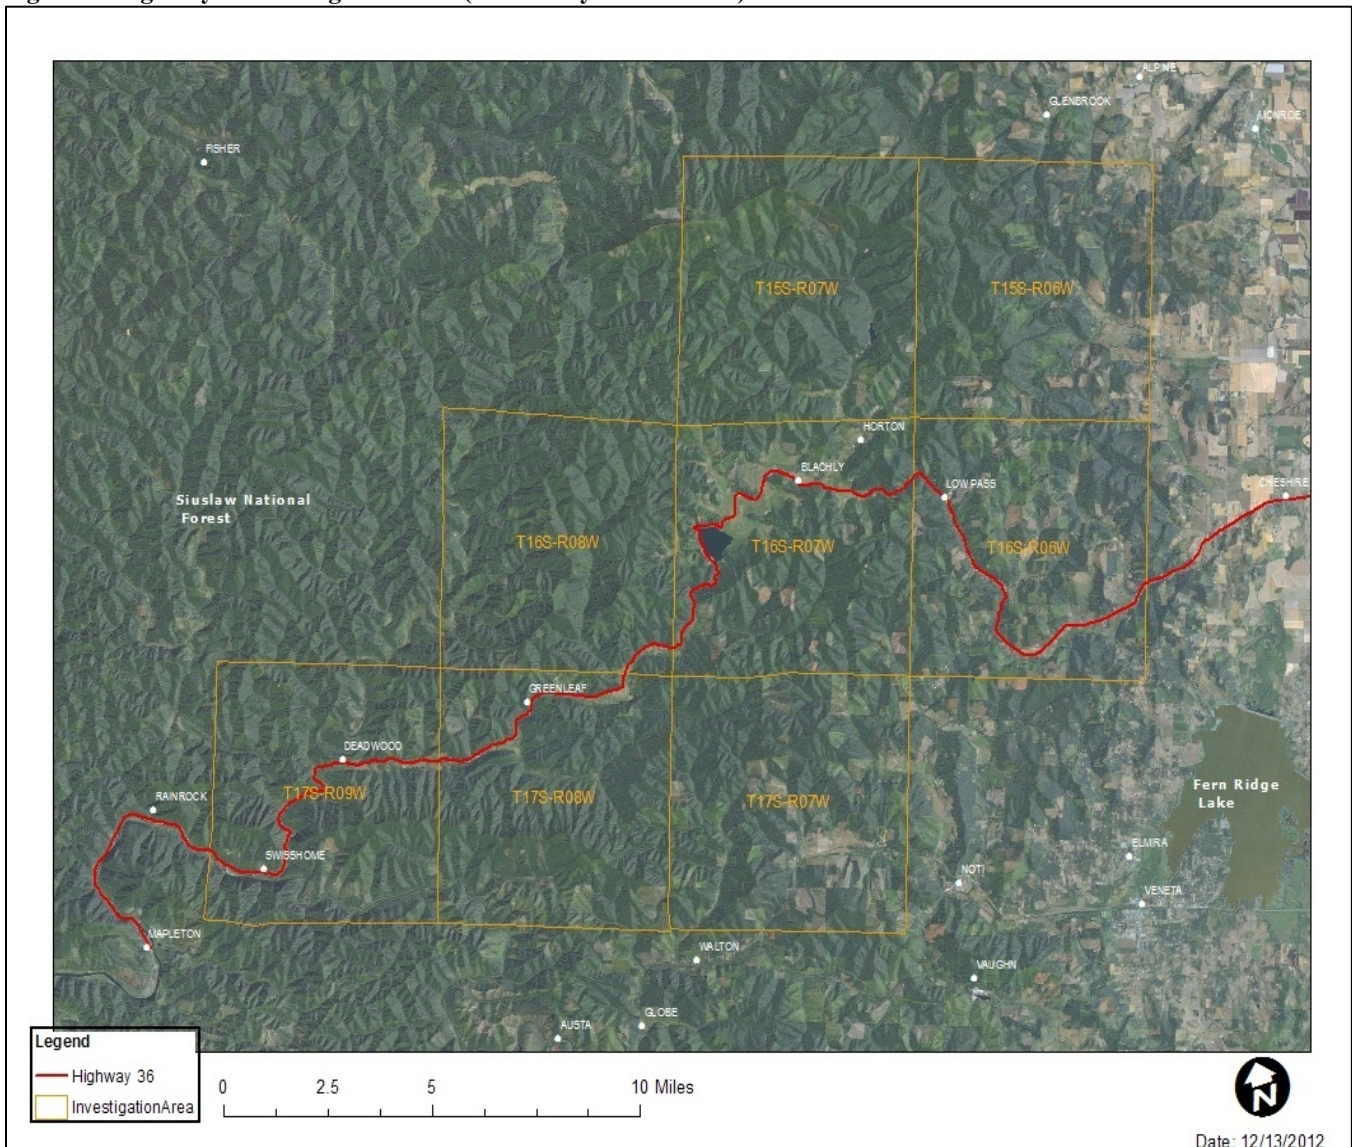 ALPINE
GLENBROOK
MONROE
FISHER
T15S-R07W
T15S-R06W
HORTON
BLACHLY
LOW PASS
CHESHIRE
Siuslaw National
Forest
T16S-R08W
T16S-R07W
T16S-R06W
GREENLEAF
DEADWOOD
T17S-R09W
T17S-R08W
T17S-R07W
Fern Ridge
Lake
RAINROCK
SWISSHOME
ELMIRA
NOTI
VENETA
MAPLETON
WALTON
VAUGHN
GLOBE
AUSTA
Legend
Highway 36
InvestigationArea
0 2.5 5 10 Miles
N
Date: 12/13/2012